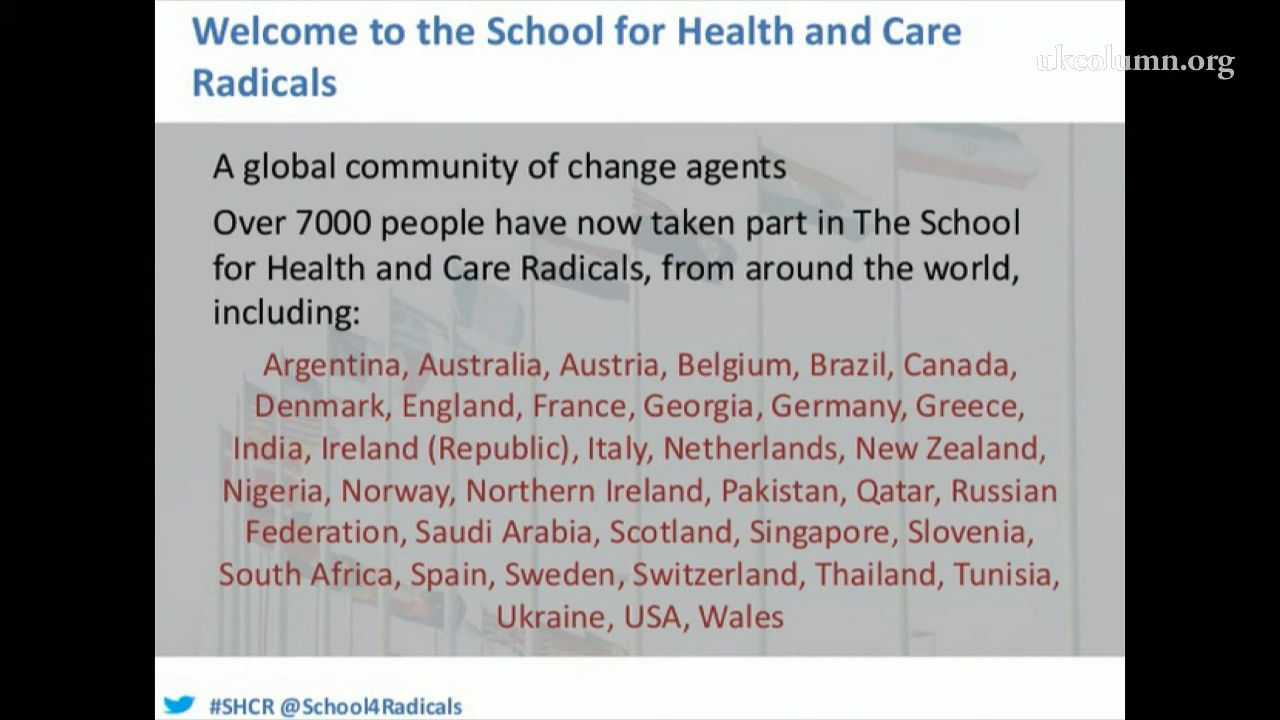 Welcome to the School for Health and Care
Radicals
ukcolumn.org
A global community of change agents
Over 7000 people have now taken part in The School
for Health and Care Radicals, from around the world,
including:
Argentina, Australia, Austria, Belgium, Brazil, Canada,
Denmark, England, France, Georgia, Germany, Greece,
India, Ireland (Republic), Italy, Netherlands, New Zealand,
Nigeria, Norway, Northern Ireland, Pakistan, Qatar, Russian
Federation, Saudi Arabia, Scotland, Singapore, Slovenia,
South Africa, Spain, Sweden, Switzerland, Thailand, Tunisia,
Ukraine, USA, Wales
#SHCR @School4Radicals